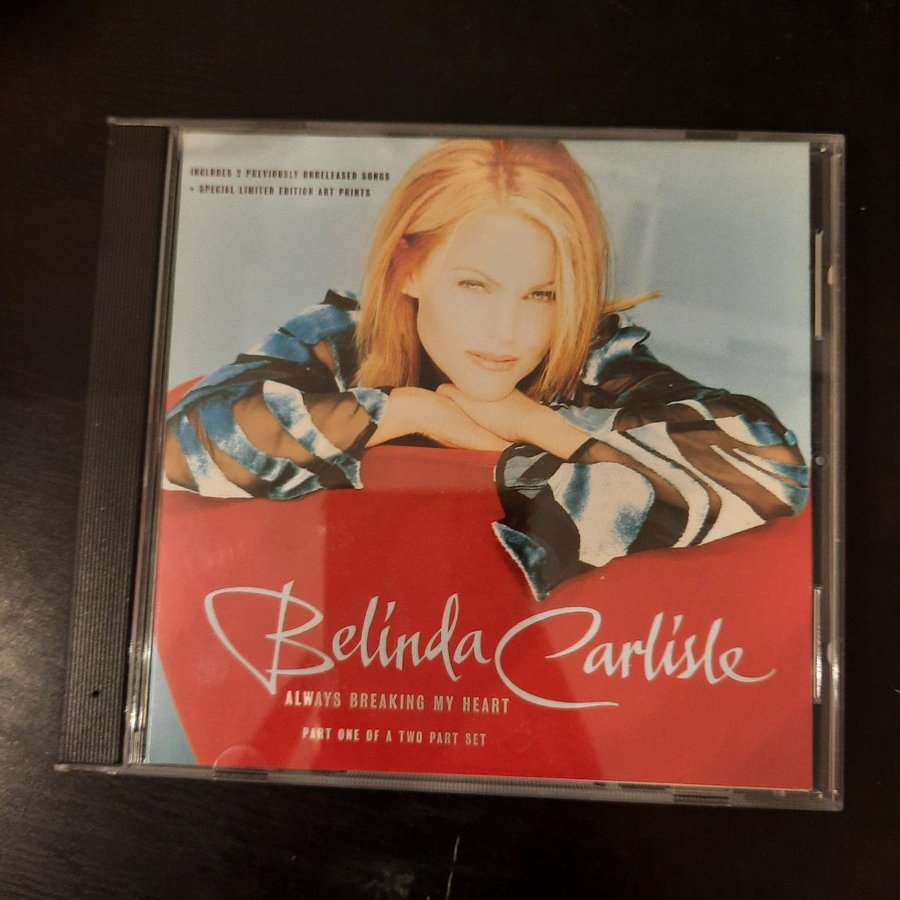 INCLUDES 2 PREVIOUSLY UNRELEASED SONGS
+ SPECIAL LIMITED EDITION ART PRINTS
Belinda Carlisle
ALWAYS BREAKING MY HEART
PART ONE OF A TWO PART SET